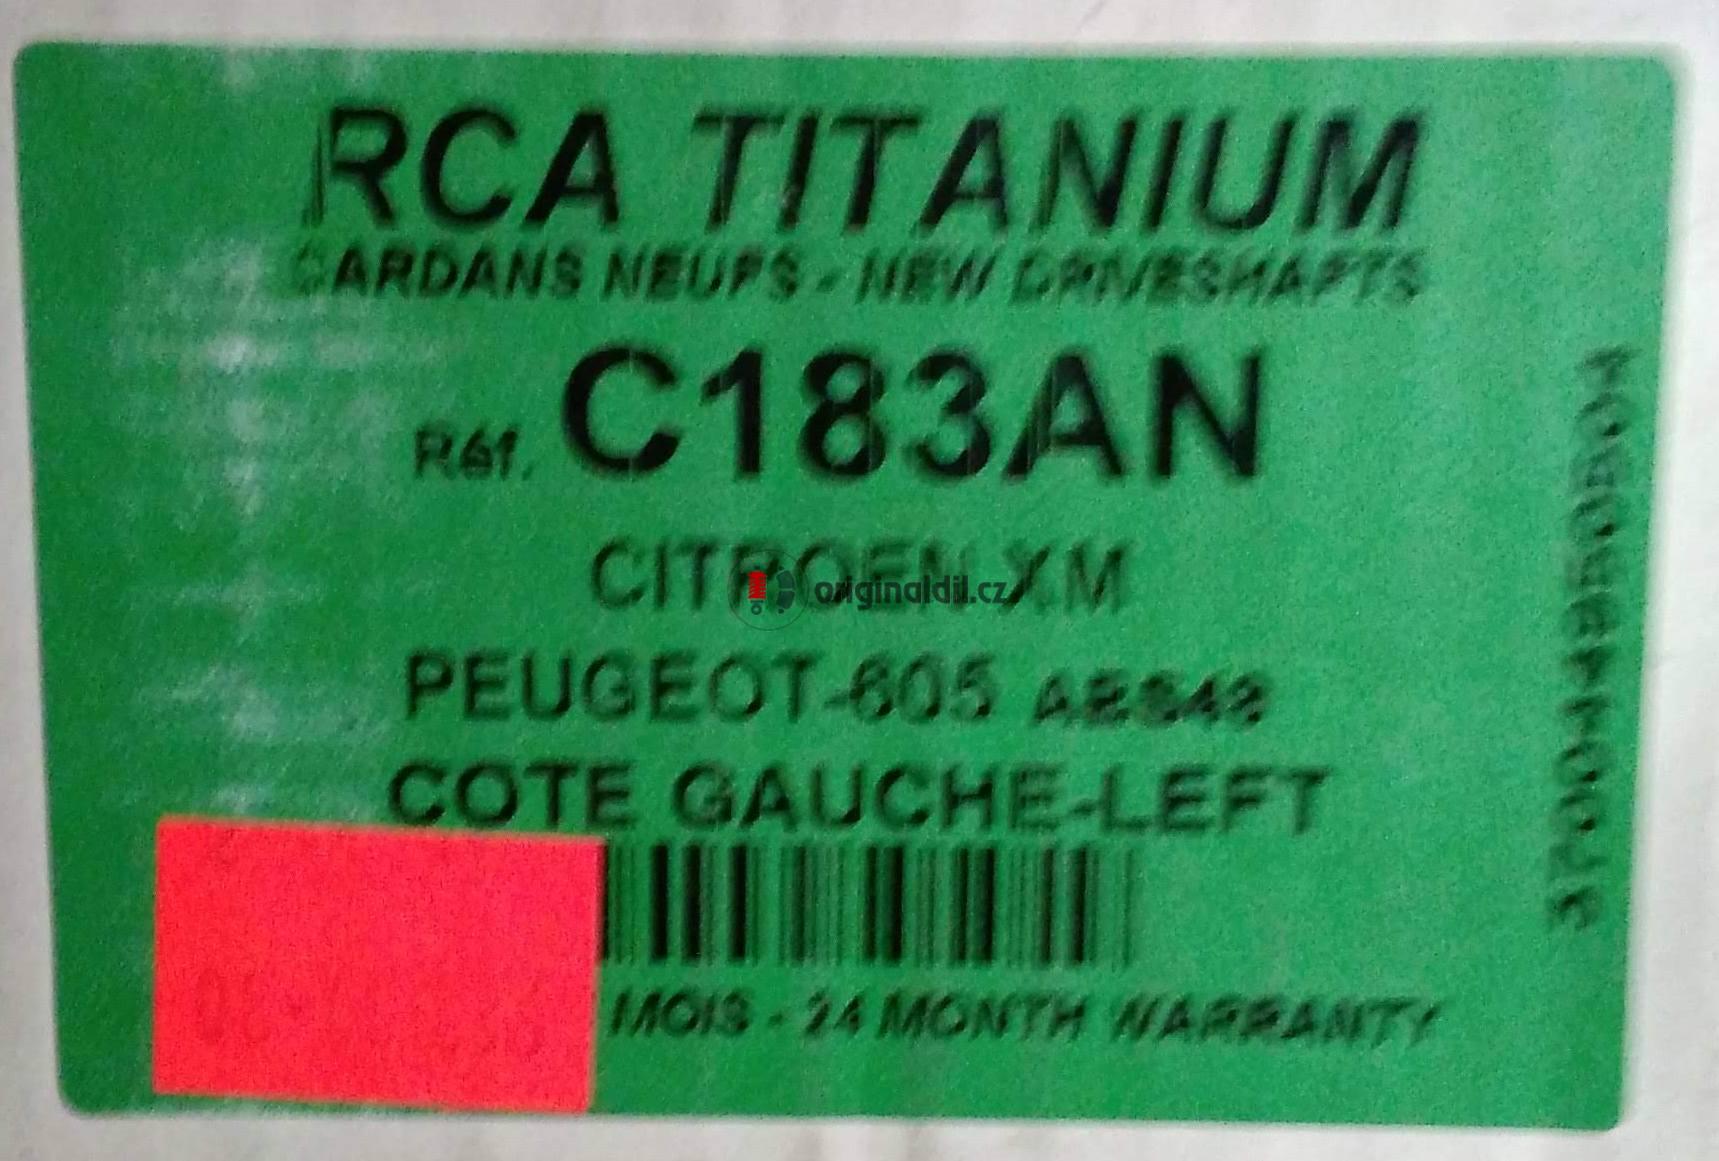 RCA TITANIUM
CARDANS NEUFS - NEW DRIVESHAFTS
Réf. C183AN
CITROEN XM
originaldil.cz
PEUGEOT-605 ABS48
COTE GAUCHE-LEFT
MOIS - 24 MONTH WARRANTY